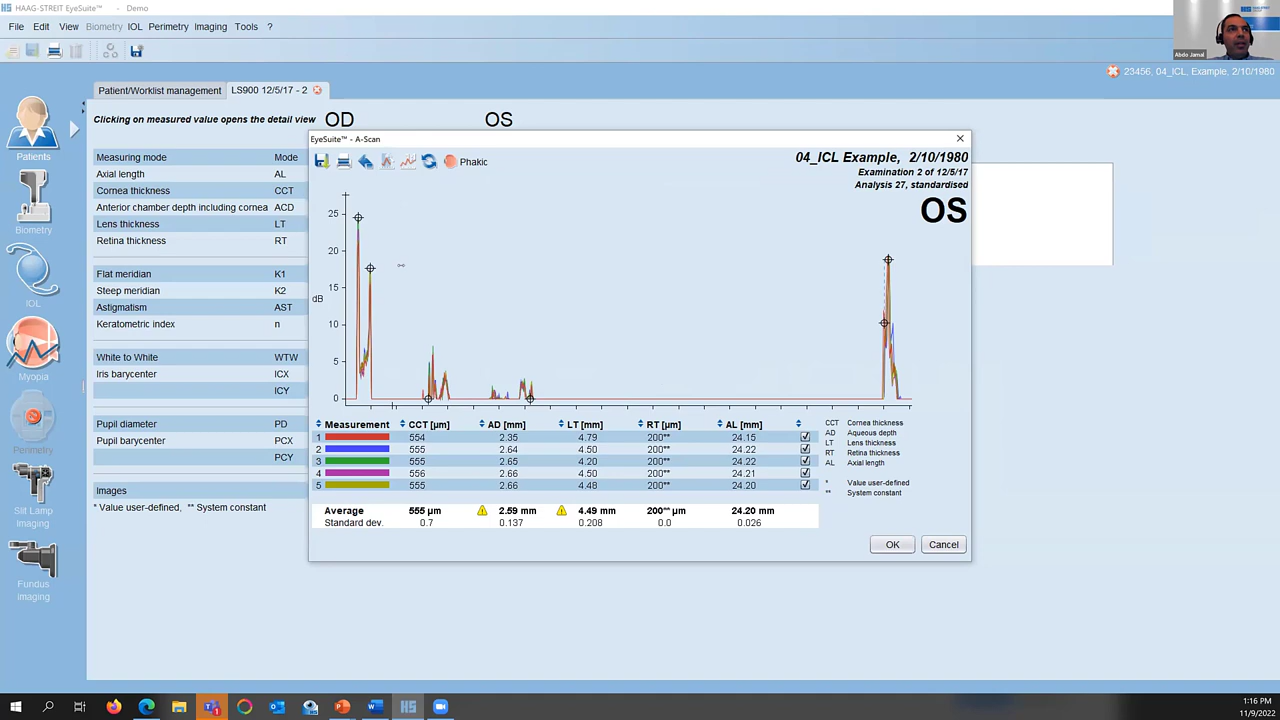 HAAG-STREIT EyeSuite™ - Demo
File Edit View Biometry IOL Perimetry Imaging Tools ?
Abdo Jamal
23456, 04_ICL, Example, 2/10/1980
Patient/Worklist management LS900 12/5/17 - 2
Clicking on measured value opens the detail view OD OS
Patients
Biometry
IOL
Myopia
Perimetry
Slit Lamp
Imaging
Fundus
Imaging
Measuring mode Mode
Axial length AL
Cornea thickness CCT
Anterior chamber depth including cornea ACD
Lens thickness LT
Retina thickness RT
Flat meridian K1
Steep meridian K2
Astigmatism AST
Keratometric index n
White to White WTW
Iris barycenter ICX
ICY
Pupil diameter PD
Pupil barycenter PCX
PCY
Images
* Value user-defined, ** System constant
EyeSuite™ - A-Scan
Phakic
04_ICL Example, 2/10/1980
Examination 2 of 12/5/17
Analysis 27, standardised
OS
25
20
15
dB
10
5
0
Measurement CCT [µm] AD [mm] LT [mm] RT [µm] AL [mm]
1 554 2.35 4.79 200** 24.15
2 555 2.64 4.50 200** 24.22
3 555 2.65 4.20 200** 24.22
4 556 2.66 4.50 200** 24.21
5 555 2.66 4.48 200** 24.20
Average 555 µm 2.59 mm 4.49 mm 200** µm 24.20 mm
Standard dev. 0.7 0.137 0.208 0.0 0.026
CCT Cornea thickness
AD Aqueous depth
LT Lens thickness
RT Retina thickness
AL Axial length
* Value user-defined
** System constant
OK Cancel
1:16 PM
11/9/2022